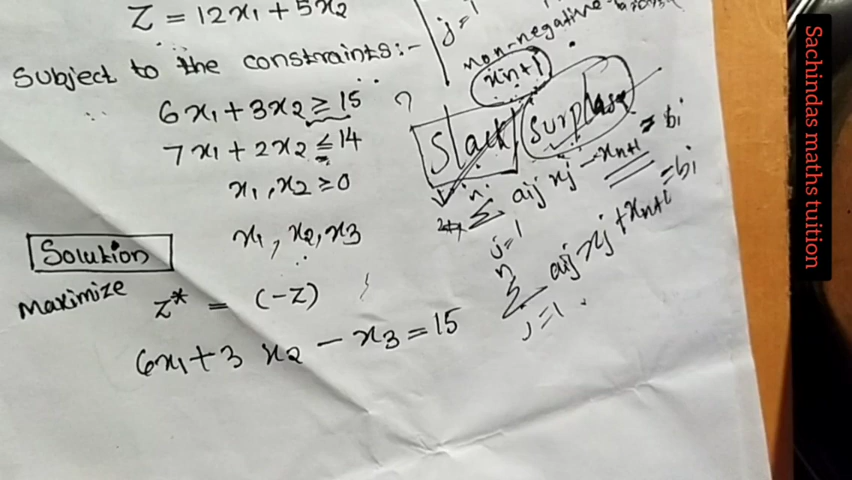 Z = 12x1 + 5x2
Subject to the constraints:-
6x1 + 3x2 ≥ 15
7x1 + 2x2 ≤ 14
x1, x2 ≥ 0
x1, x2, x3
Solution
Maximize Z* = (-Z)
6x1 + 3 x2 - x3 = 15
j=1
non-negative
xn+1
Slack surplase
n
Σ aij xj - xn+1 = bi
j=1
n
Σ aij xj + xn+1 = bi
j=1
Sachindas maths tuition